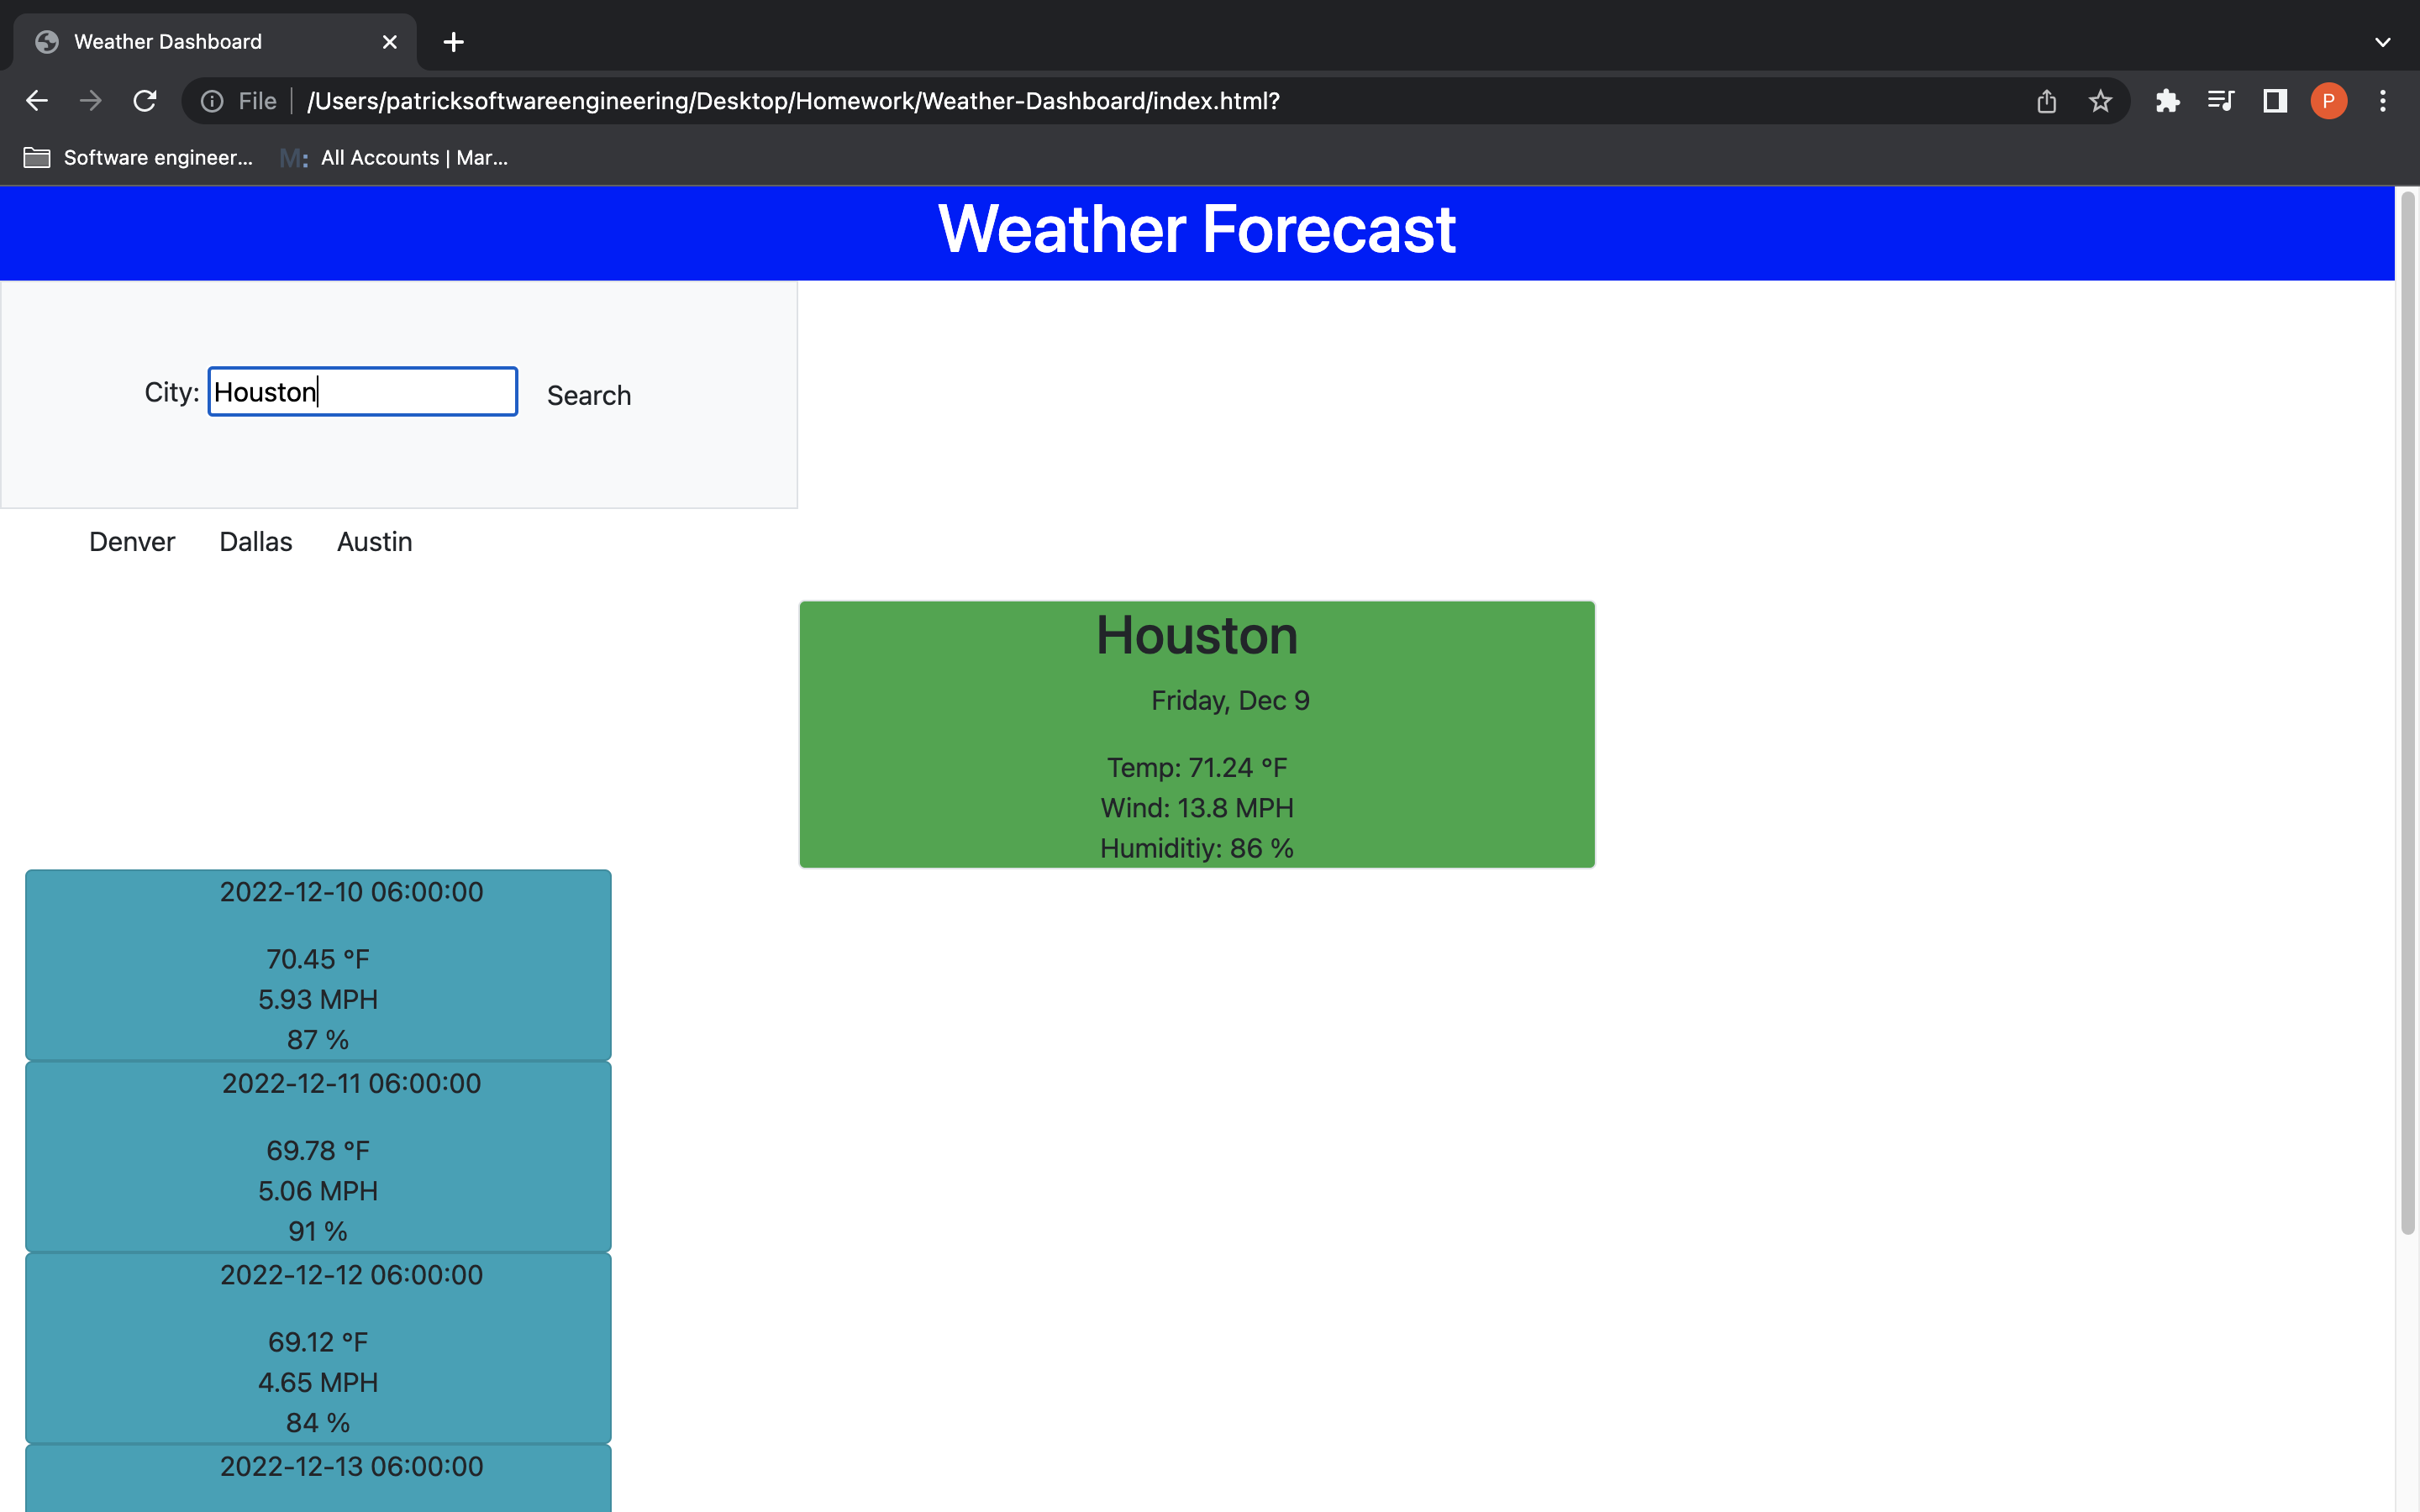 Weather Dashboard
File /Users/patricksoftwareengineering/Desktop/Homework/Weather-Dashboard/index.html?
P
Software engineer...
M: All Accounts | Mar...
Weather Forecast
City: Houston Search
Denver Dallas Austin
Houston
Friday, Dec 9
Temp: 71.24 °F
Wind: 13.8 MPH
Humiditiy: 86 %
2022-12-10 06:00:00
70.45 °F
5.93 MPH
87 %
2022-12-11 06:00:00
69.78 °F
5.06 MPH
91 %
2022-12-12 06:00:00
69.12 °F
4.65 MPH
84 %
2022-12-13 06:00:00